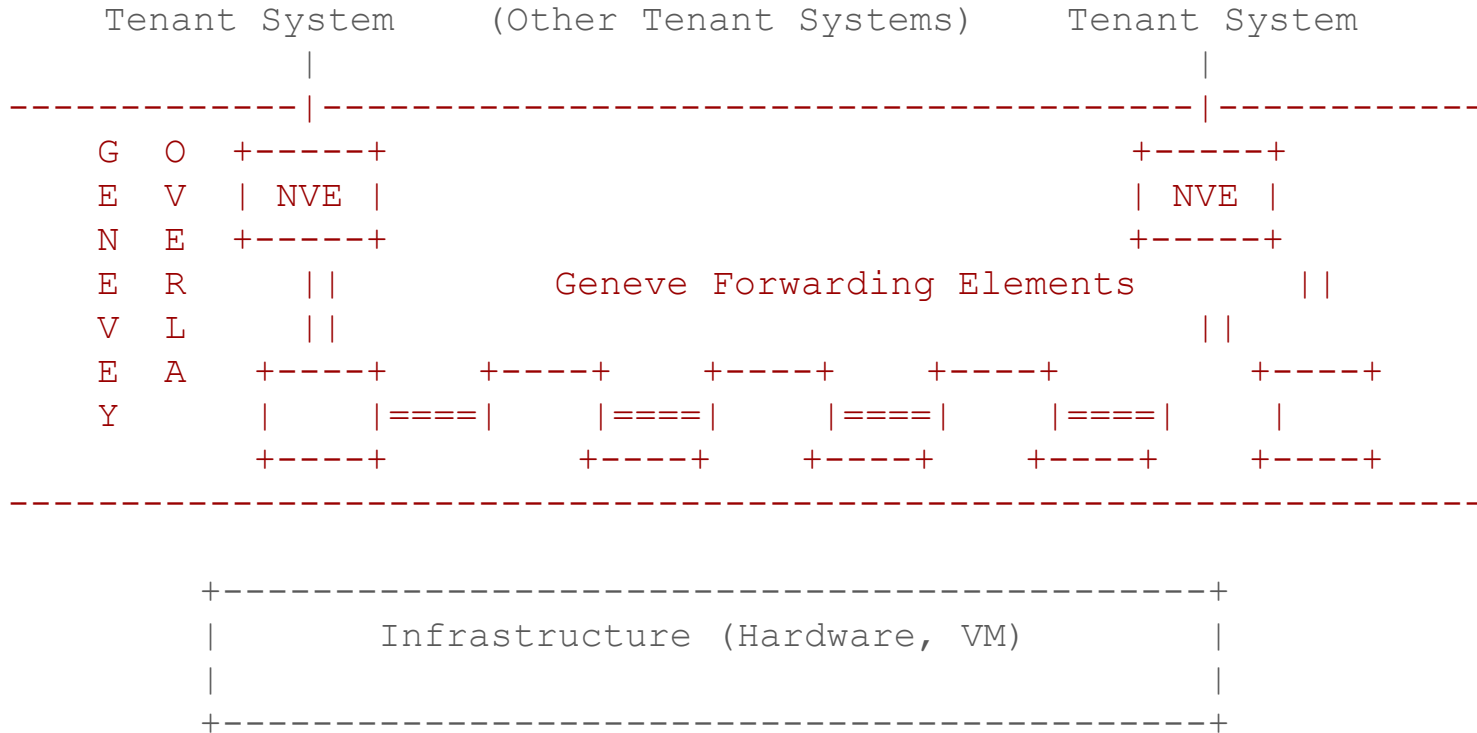 Tenant System     (Other Tenant Systems)     Tenant System
             |                                       |
-------------|---------------------------------------|------------
    G  O  +-----+                                 +-----+
    E  V  | NVE |                                 | NVE |
    N  E  +-----+                                 +-----+
    E  R     ||          Geneve Forwarding Elements       ||
    V  L     ||                                      ||
    E  A   +----+    +----+    +----+    +----+         +----+
    Y      |    |====|    |====|     |====|    |====|    |
           +----+         +----+    +----+    +----+    +----+
------------------------------------------------------------------
+--------------------------------------------+
|       Infrastructure (Hardware, VM)        |
|                                            |
+--------------------------------------------+